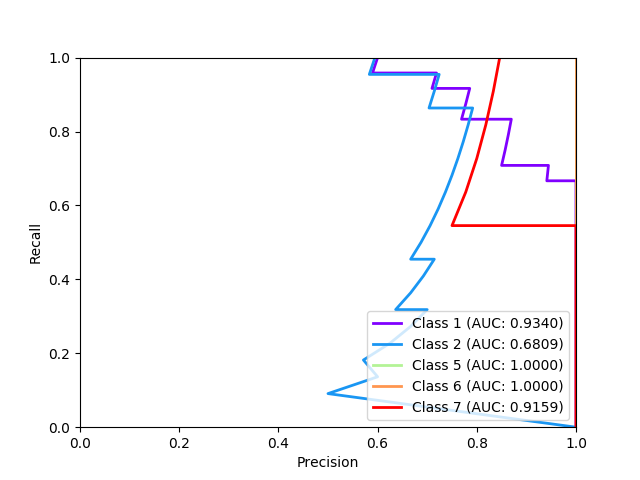 1.0
0.8
0.6
0.4
0.2
0.0
Recall
Class 1 (AUC: 0.9340)
Class 2 (AUC: 0.6809)
Class 5 (AUC: 1.0000)
Class 6 (AUC: 1.0000)
Class 7 (AUC: 0.9159)
0.0 0.2 0.4 0.6 0.8 1.0
Precision